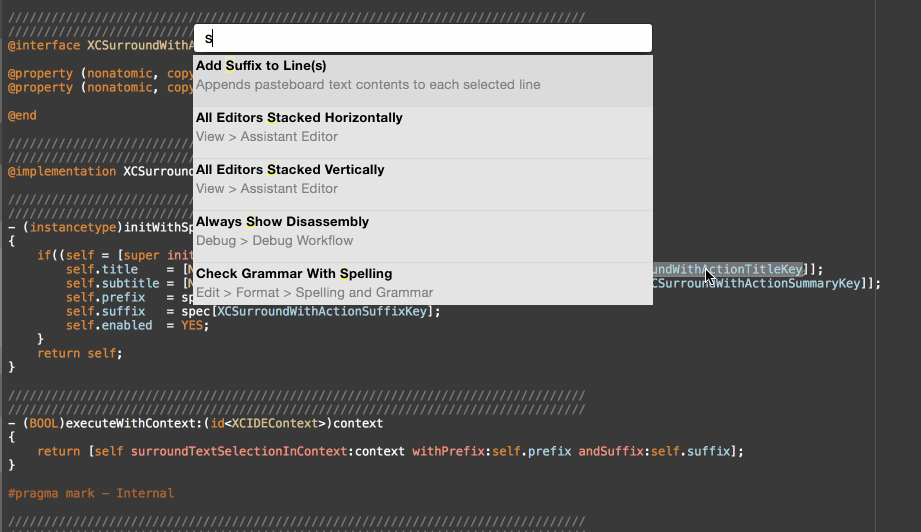 ////////////////////////////////////////////////////////////////////////////////
////////////////////////////////////////////////////////////////////////////////
s
@interface XCSurroundWithA
Add Suffix to Line(s)
@property (nonatomic, copy
Appends pasteboard text contents to each selected line
@property (nonatomic, copy
@end
All Editors Stacked Horizontally
View > Assistant Editor
//////////////////////////
//////////////////////////
@implementation XCSurround
All Editors Stacked Vertically
View > Assistant Editor
//////////////////////////
//////////////////////////
- (instancetype)initWithSp
Always Show Disassembly
{
Debug > Debug Workflow
if((self = [super init
self.title    = [N
undWithActionTitleKey]];
Check Grammar With Spelling
self.subtitle = [N
CSurroundWithActionSummaryKey]];
Edit > Format > Spelling and Grammar
self.prefix   = sp
self.suffix   = spec[XCSurroundWithActionSuffixKey];
self.enabled  = YES;
}
return self;
}
////////////////////////////////////////////////////////////////////////////////
////////////////////////////////////////////////////////////////////////////////
- (BOOL)executeWithContext:(id<XCIDEContext>)context
{
return [self surroundTextSelectionInContext:context withPrefix:self.prefix andSuffix:self.suffix];
}
#pragma mark - Internal
////////////////////////////////////////////////////////////////////////////////